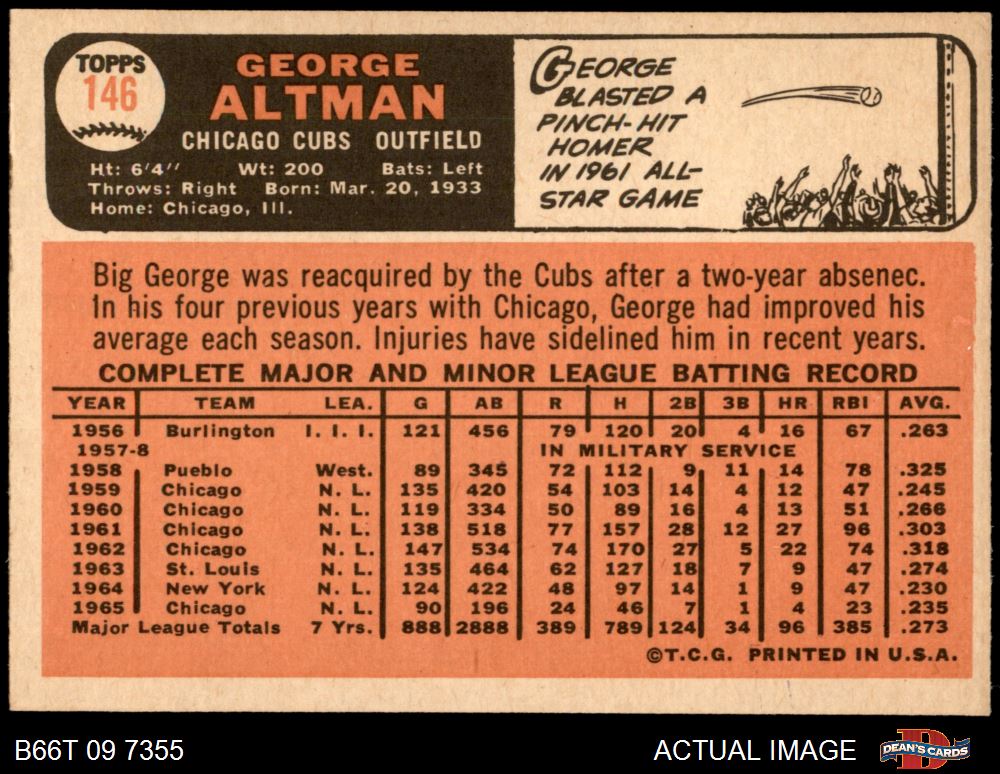 TOPPS
146
GEORGE
ALTMAN
CHICAGO CUBS OUTFIELD
Ht: 6'4'' Wt: 200 Bats: Left
Throws: Right Born: Mar. 20, 1933
Home: Chicago, Ill.
GEORGE
BLASTED A
PINCH-HIT
HOMER
IN 1961 ALL-
STAR GAME
Big George was reacquired by the Cubs after a two-year absenec.
In his four previous years with Chicago, George had improved his
average each season. Injuries have sidelined him in recent years.
COMPLETE MAJOR AND MINOR LEAGUE BATTING RECORD
YEAR TEAM LEA. G AB R H 2B 3B HR RBI AVG.
1956 Burlington I. I. I. 121 456 79 120 20 4 16 67 .263
1957-8 IN MILITARY SERVICE
1958 Pueblo West. 89 345 72 112 9 11 14 78 .325
1959 Chicago N. L. 135 420 54 103 14 4 12 47 .245
1960 Chicago N. L. 119 334 50 89 16 4 13 51 .266
1961 Chicago N. L. 138 518 77 157 28 12 27 96 .303
1962 Chicago N. L. 147 534 74 170 27 5 22 74 .318
1963 St. Louis N. L. 135 464 62 127 18 7 9 47 .274
1964 New York N. L. 124 422 48 97 14 1 9 47 .230
1965 Chicago N. L. 90 196 24 46 7 1 4 23 .235
Major League Totals 7 Yrs. 888 2888 389 789 124 34 96 385 .273
©T.C.G. PRINTED IN U.S.A.
B66T 09 7355 ACTUAL IMAGE DEAN'S CARDS